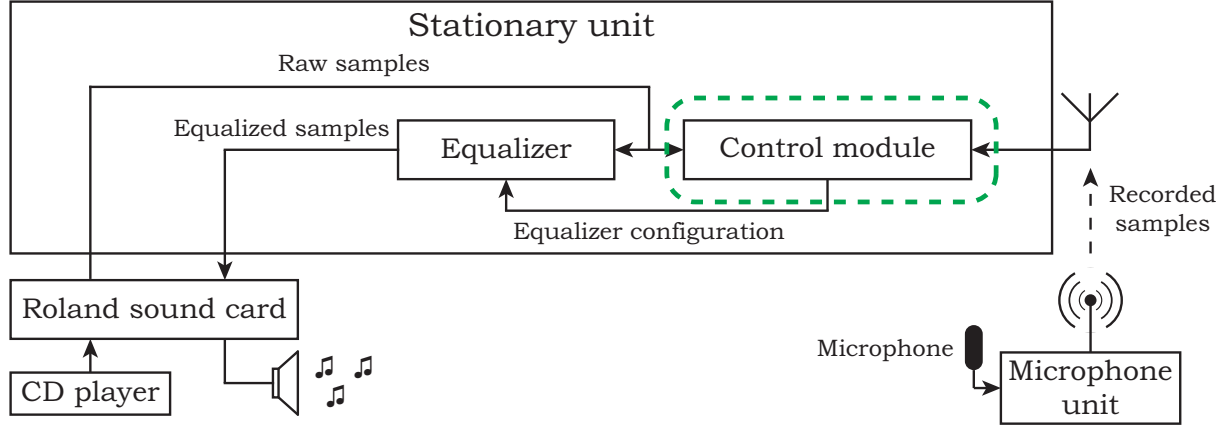 Stationary unit
Raw samples
Equalized samples
Equalizer
Control module
Equalizer configuration
Recorded
samples
Roland sound card
CD player
Microphone
Microphone
unit